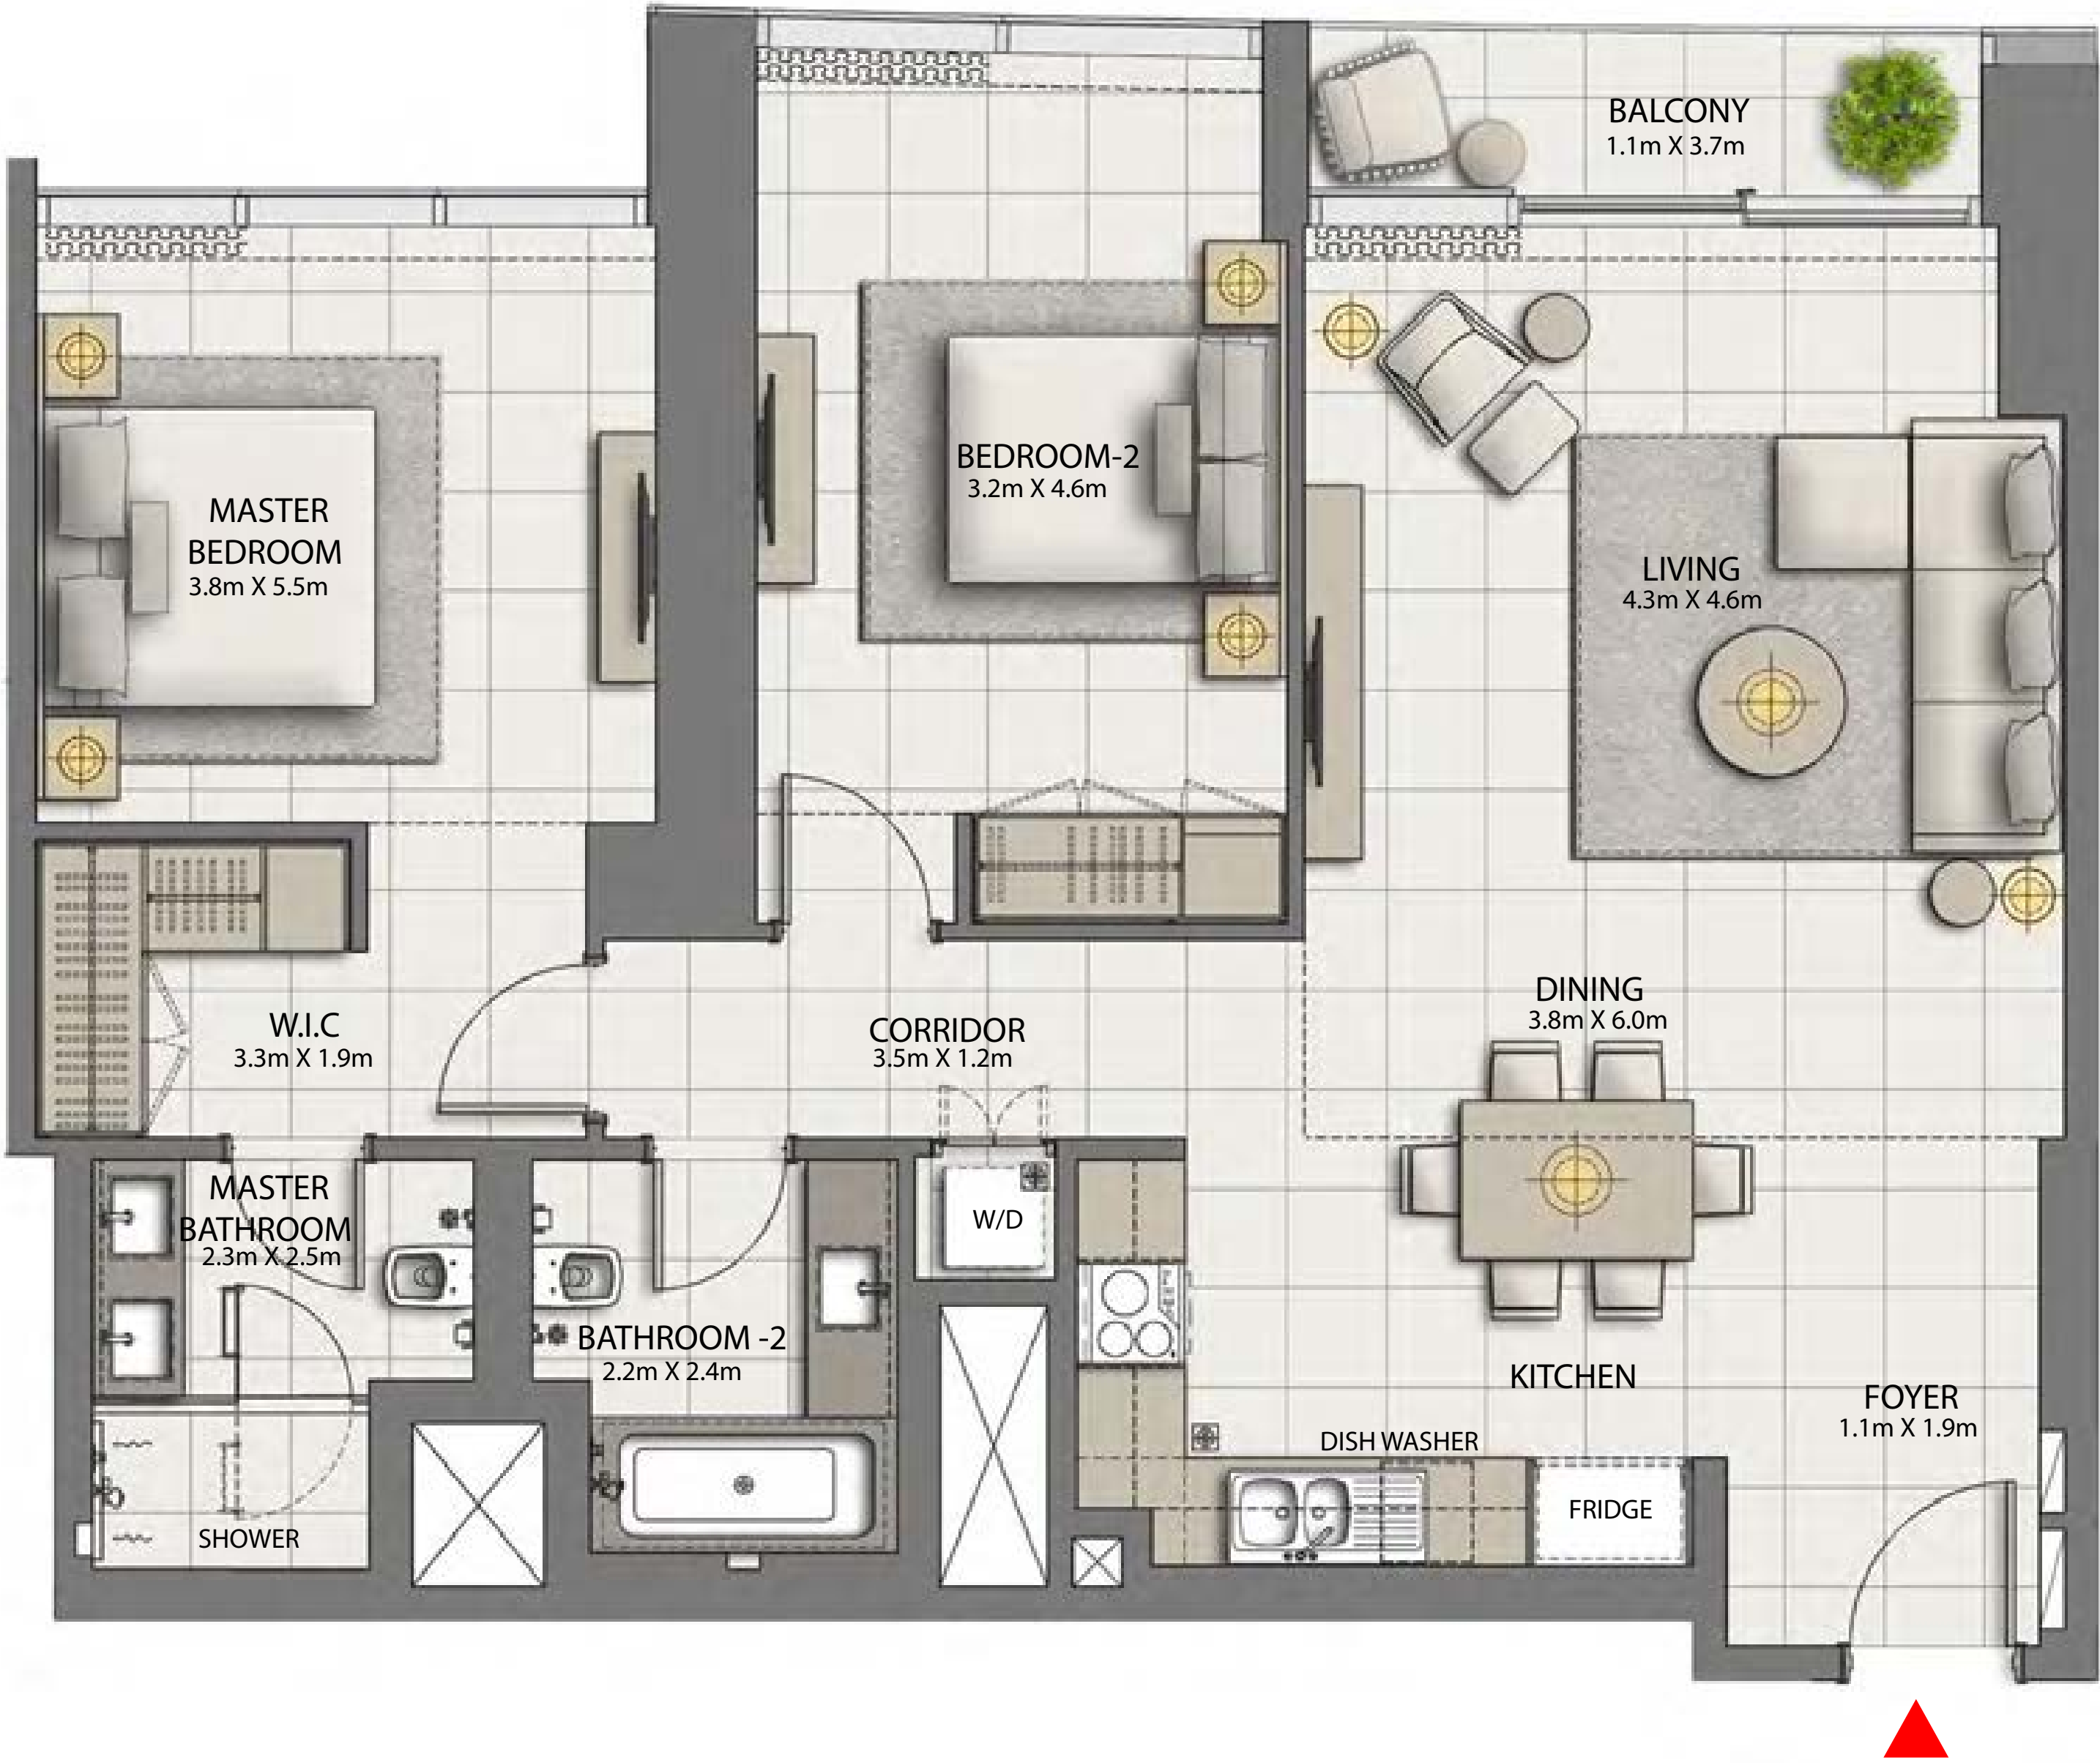 BALCONY
1.1m X 3.7m
BEDROOM-2
3.2m X 4.6m
MASTER
BEDROOM
3.8m X 5.5m
LIVING
4.3m X 4.6m
DINING
3.8m X 6.0m
W.I.C
3.3m X 1.9m
CORRIDOR
3.5m X 1.2m
MASTER
BATHROOM
2.3m X 2.5m
W/D
BATHROOM -2
2.2m X 2.4m
KITCHEN
FOYER
1.1m X 1.9m
DISH WASHER
FRIDGE
SHOWER